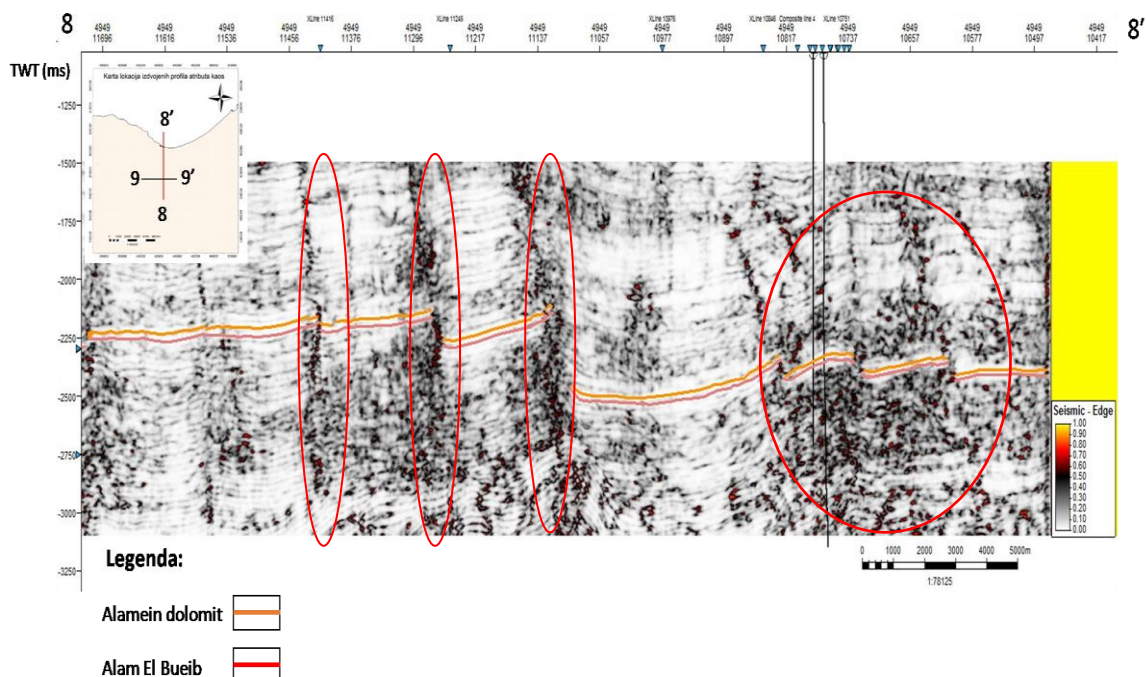 8
8’
XLine 11416 XLine 11249 XLine 10976 XLine 10846 Composite line 4 XLine 10751
4949 4949 4949 4949 4949 4949 4949 4949 4949 4949 4949 4949 4949 4949 4949 4949 4949
11696 11616 11536 11456 11376 11296 11217 11137 11057 10977 10897 10817 10737 10657 10577 10497 10417
TWT (ms)
Karta lokacija izdvojenih profila atributa kaos
8’
9 9’
8
-1250
-1500
-1750
-2000
-2250
-2500
-2750
-3000
-3250
Seismic - Edge
1.00
0.90
0.80
0.70
0.60
0.50
0.40
0.30
0.20
0.10
0.00
0 1000 2000 3000 4000 5000m
1:78125
Legenda:
Alamein dolomit
Alam El Bueib